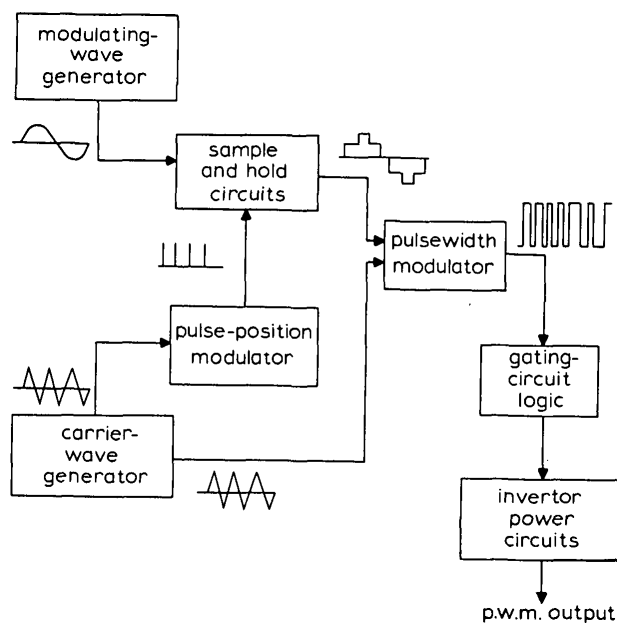 modulating-
wave
generator
sample
and hold
circuits
pulsewidth
modulator
pulse-position
modulator
gating-
circuit
logic
carrier-
wave
generator
invertor
power
circuits
p.w.m. output